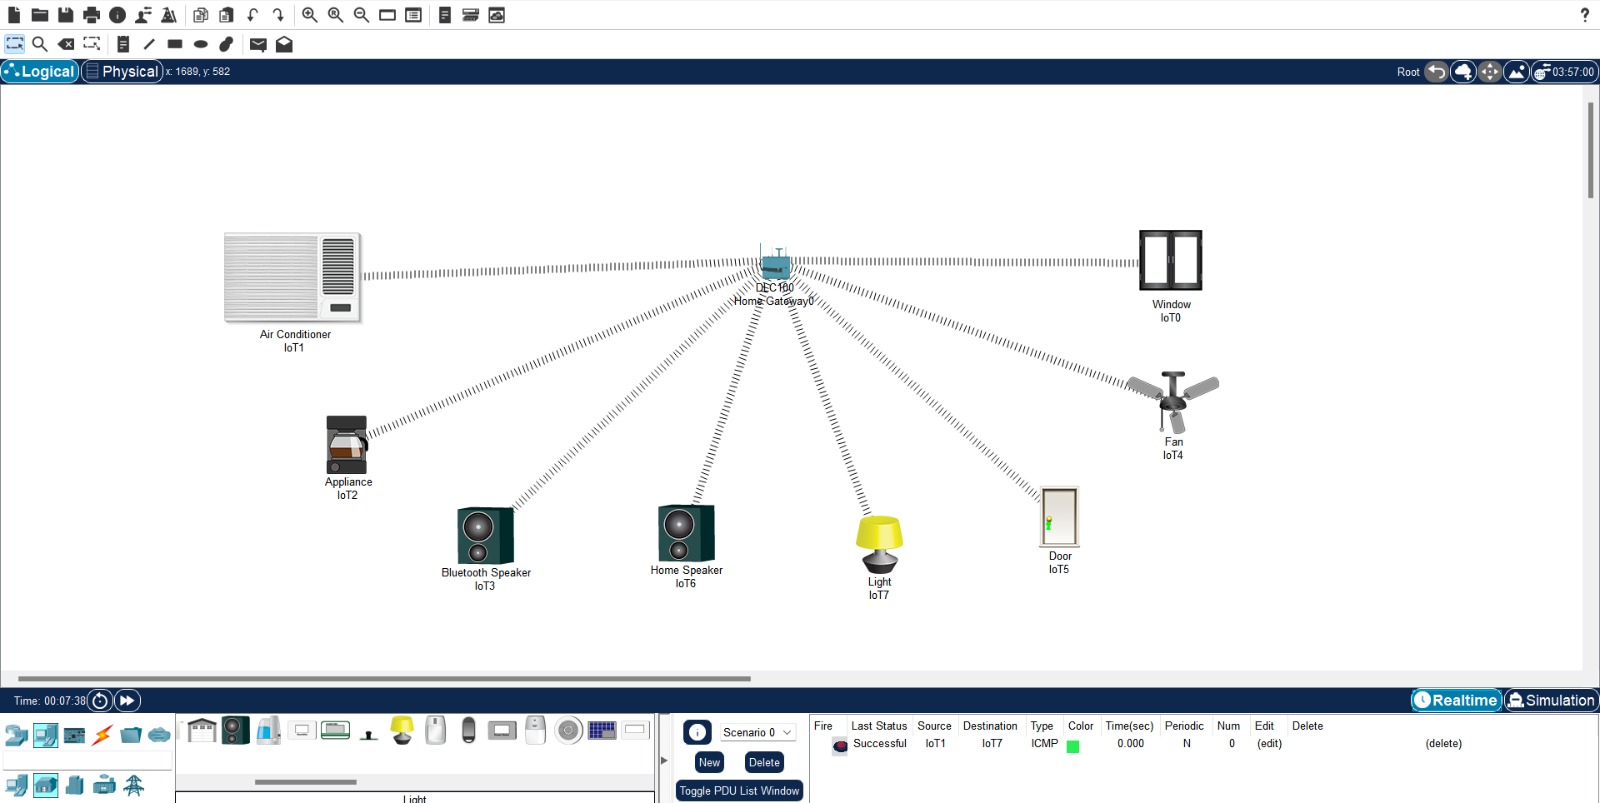 ?
Logical
Physical
x: 1689, y: 582
Root
03:57:00
DLC100
Home Gateway0
Window
IoT0
Air Conditioner
IoT1
Fan
IoT4
Appliance
IoT2
Door
IoT5
Bluetooth Speaker
IoT3
Home Speaker
IoT6
Light
IoT7
Time: 00:07:38
Realtime
Simulation
Scenario 0
New
Delete
Toggle PDU List Window
Fire Last Status Source Destination Type Color Time(sec) Periodic Num Edit Delete
Successful IoT1 IoT7 ICMP 0.000 N 0 (edit) (delete)
Light